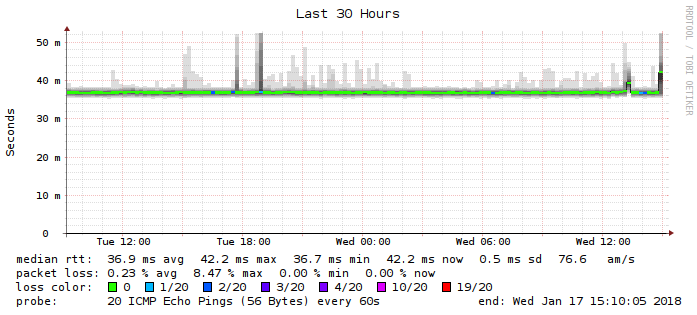 Last 30 Hours
RRDTOOL / TOBI OETIKER
Seconds
50 m
40 m
30 m
20 m
10 m
0
Tue 12:00 Tue 18:00 Wed 00:00 Wed 06:00 Wed 12:00
median rtt: 36.9 ms avg 42.2 ms max 36.7 ms min 42.2 ms now 0.5 ms sd 76.6 am/s
packet loss: 0.23 % avg 8.47 % max 0.00 % min 0.00 % now
loss color: 0 1/20 2/20 3/20 4/20 10/20 19/20
probe: 20 ICMP Echo Pings (56 Bytes) every 60s end: Wed Jan 17 15:10:05 2018